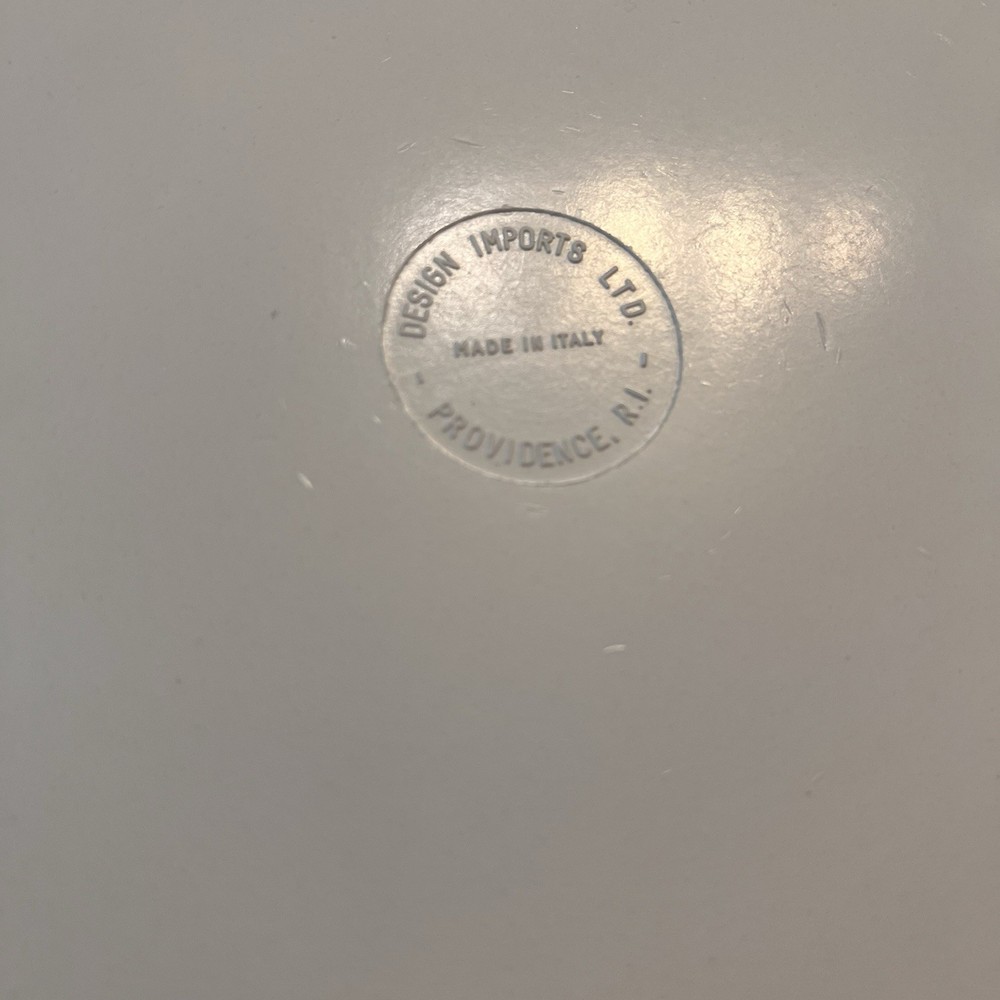 DESIGN IMPORTS LTD.
MADE IN ITALY
- PROVIDENCE, R.I. -